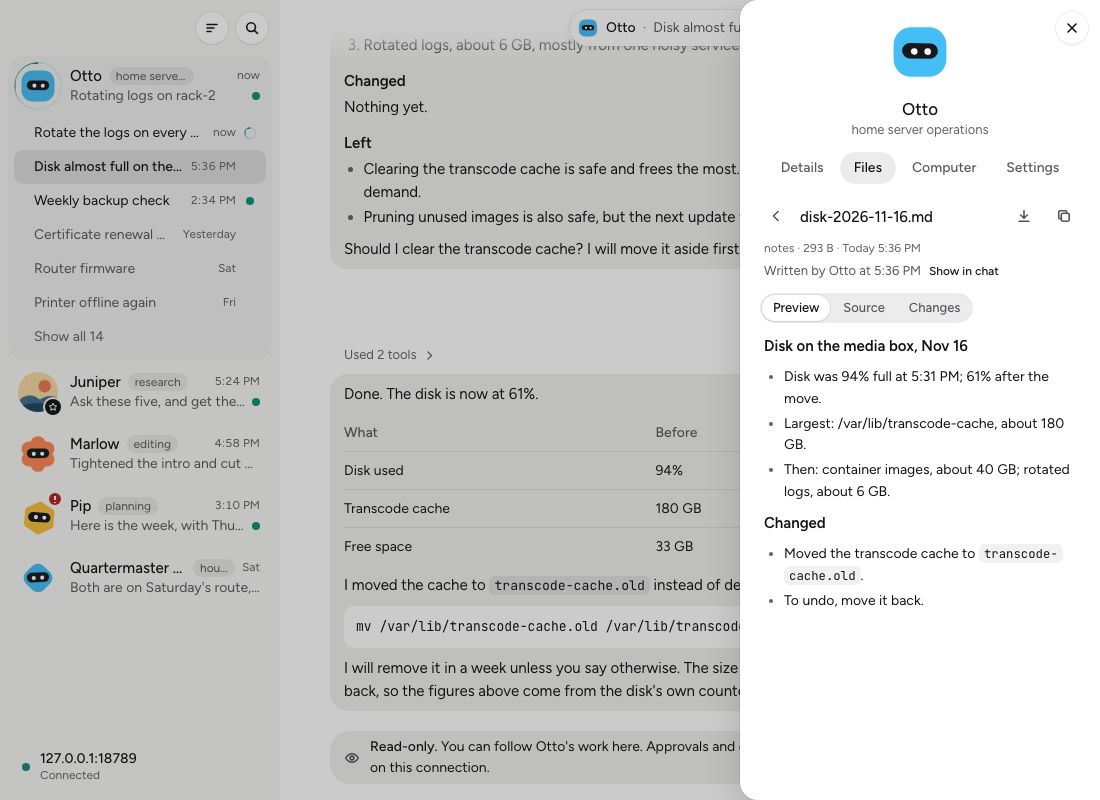 Otto home serve... now
Rotating logs on rack-2
Rotate the logs on every ... now
Disk almost full on the... 5:36 PM
Weekly backup check 2:34 PM
Certificate renewal ... Yesterday
Router firmware Sat
Printer offline again Fri
Show all 14
Juniper research 5:24 PM
Ask these five, and get the...
Marlow editing 4:58 PM
Tightened the intro and cut ...
Pip planning 3:10 PM
Here is the week, with Thu...
Quartermaster ... hou... Sat
Both are on Saturday's route,...
127.0.0.1:18789
Connected
Otto · Disk almost fu
3. Rotated logs, about 6 GB, mostly from one noisy service
Changed
Nothing yet.
Left
• Clearing the transcode cache is safe and frees the most.
demand.
• Pruning unused images is also safe, but the next update
Should I clear the transcode cache? I will move it aside first
Used 2 tools
Done. The disk is now at 61%.
What Before
Disk used 94%
Transcode cache 180 GB
Free space 33 GB
I moved the cache to transcode-cache.old instead of de
mv /var/lib/transcode-cache.old /var/lib/transcod
I will remove it in a week unless you say otherwise. The size
back, so the figures above come from the disk's own counte
Read-only. You can follow Otto's work here. Approvals and
on this connection.
Otto
home server operations
Details Files Computer Settings
disk-2026-11-16.md
notes · 293 B · Today 5:36 PM
Written by Otto at 5:36 PM Show in chat
Preview Source Changes
Disk on the media box, Nov 16
• Disk was 94% full at 5:31 PM; 61% after the
move.
• Largest: /var/lib/transcode-cache, about 180
GB.
• Then: container images, about 40 GB; rotated
logs, about 6 GB.
Changed
• Moved the transcode cache to transcode-
cache.old.
• To undo, move it back.